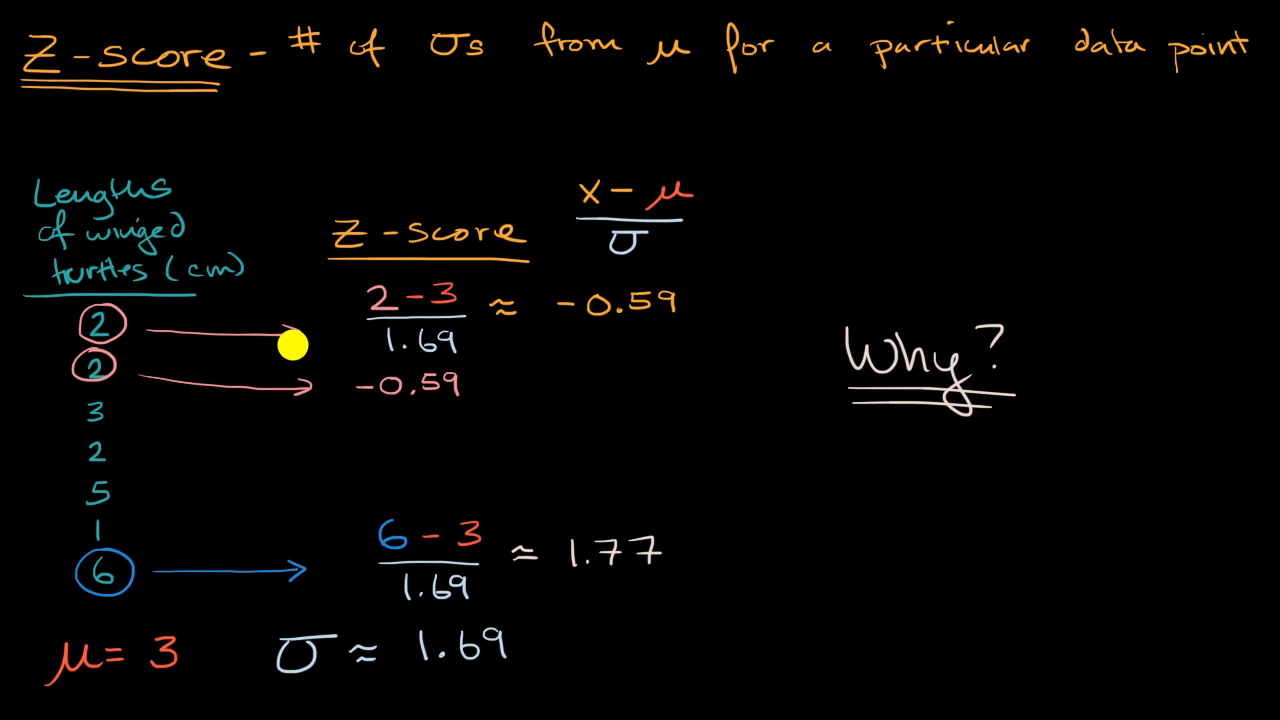 Z-score - # of σs from μ for a particular data point
Lengths
of winged
turtles (cm)
2
2
3
2
5
1
6
Z-score
x - μ
σ
2 - 3
1.69
≈ -0.59
-0.59
6 - 3
1.69
≈ 1.77
Why?
μ = 3
σ ≈ 1.69